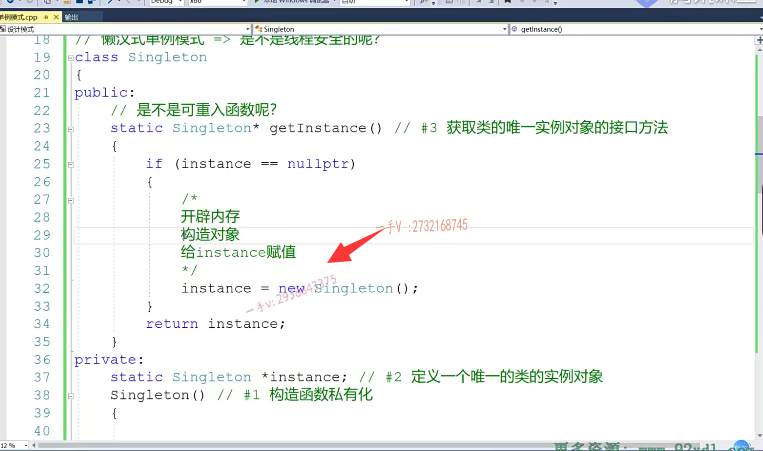 单例模式.cpp 输出
设计模式 Singleton getInstance()
18 // 懒汉式单例模式 => 是不是线程安全的呢?
19 class Singleton
20 {
21 public:
22 // 是不是可重入函数呢?
23 static Singleton* getInstance() // #3 获取类的唯一实例对象的接口方法
24 {
25 if (instance == nullptr)
26 {
27 /*
28 开辟内存
29 构造对象
一手V :2732168745
30 给instance赋值
31 */
32 instance = new Singleton();
33 }
34 return instance;
35 }
36 private:
37 static Singleton *instance; // #2 定义一个唯一的类的实例对象
38 Singleton() // #1 构造函数私有化
39 {
40
12 %